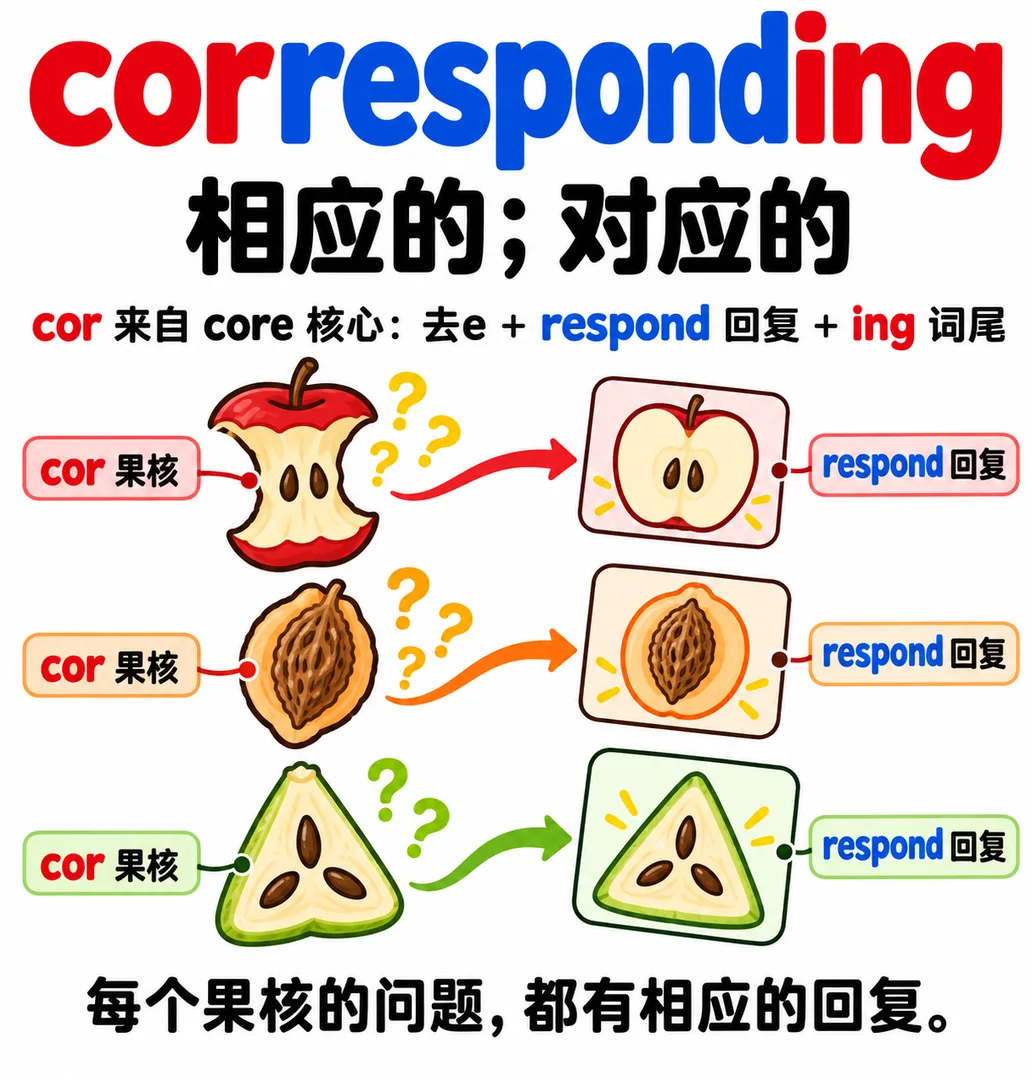 corresponding
相应的；对应的
cor 来自 core 核心：去e + respond 回复 + ing 词尾
? ? ?
cor 果核
respond 回复
? ? ?
cor 果核
respond 回复
? ?
cor 果核
respond 回复
每个果核的问题，都有相应的回复。